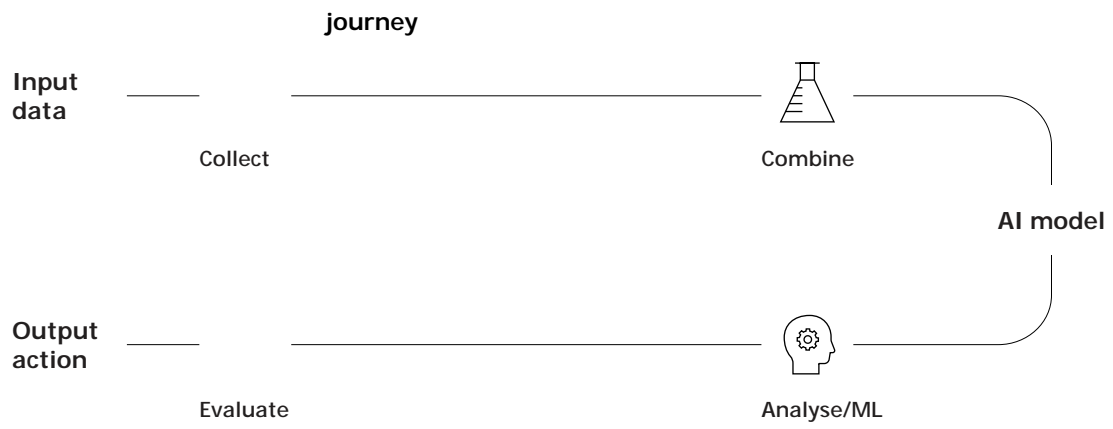 journey
Input
data
Collect
Combine
AI model
Output
action
Evaluate
Analyse/ML